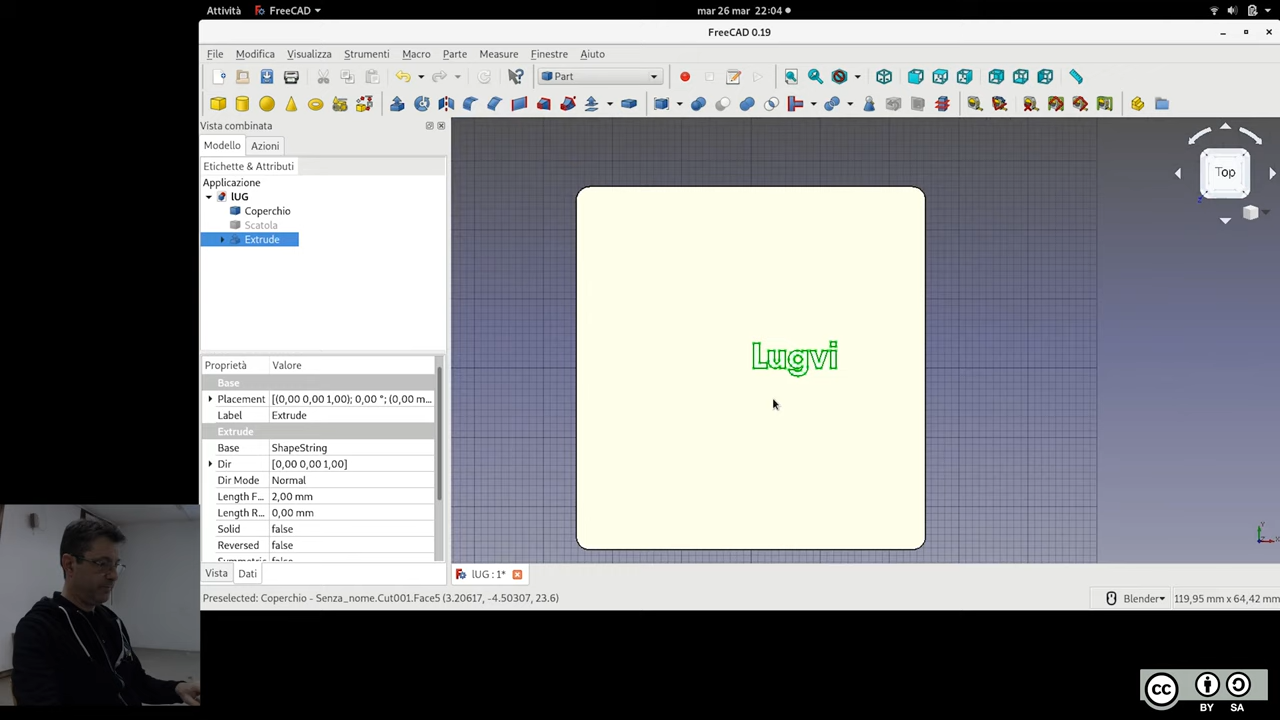 Attività
FreeCAD
mar 26 mar 22:04
FreeCAD 0.19
File Modifica Visualizza Strumenti Macro Parte Measure Finestre Aiuto
Part
Vista combinata
Modello Azioni
Etichette & Attributi
Applicazione
lUG
Coperchio
Scatola
Extrude
Proprietà Valore
Base
Placement [(0,00 0,00 1,00); 0,00 °; (0,00 m...
Label Extrude
Extrude
Base ShapeString
Dir [0,00 0,00 1,00]
Dir Mode Normal
Length F... 2,00 mm
Length R... 0,00 mm
Solid false
Reversed false
Vista Dati
Top
Lugvi
lUG : 1*
Preselected: Coperchio - Senza_nome.Cut001.Face5 (3.20617, -4.50307, 23.6)
Blender
119,95 mm x 64,42 mm
cc
BY SA